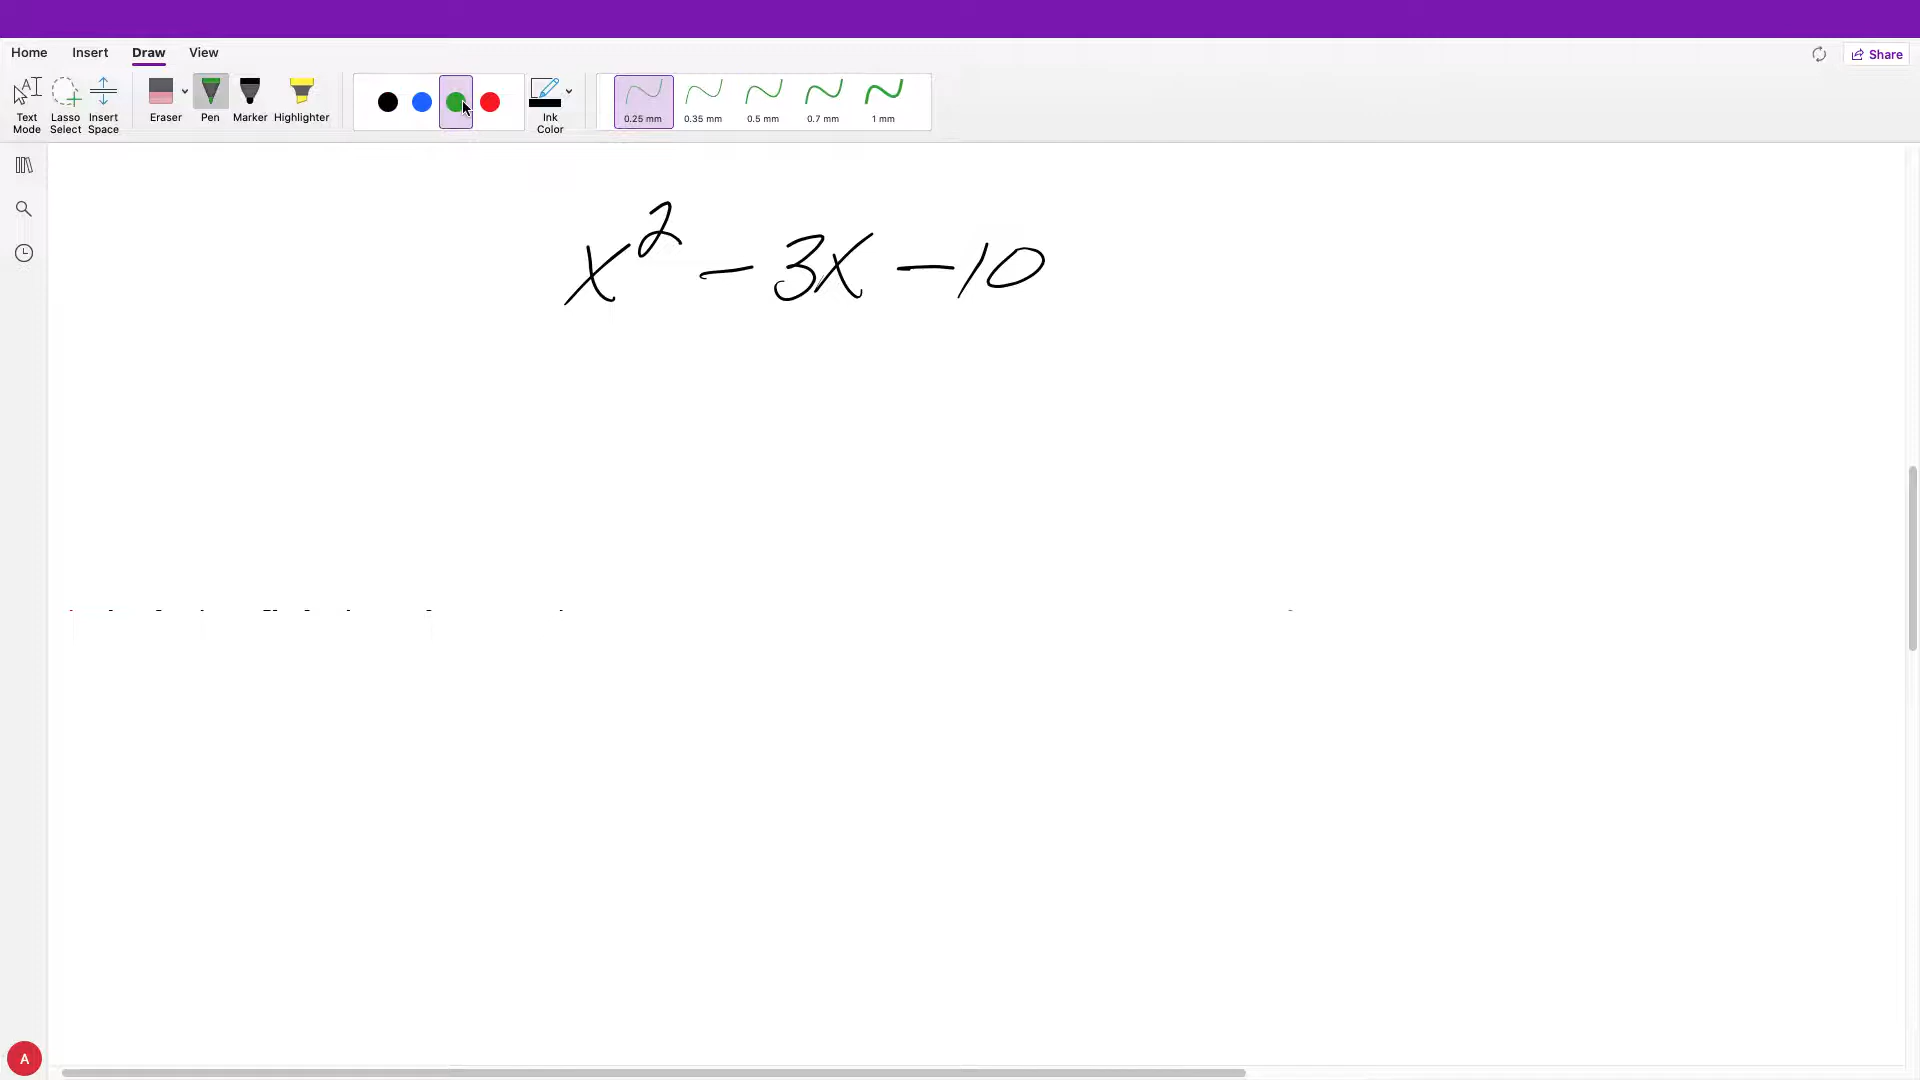 Home Insert Draw View
Share
Text Mode
Lasso Select
Insert Space
Eraser
Pen
Marker
Highlighter
Ink Color
0.25 mm
0.35 mm
0.5 mm
0.7 mm
1 mm
x² - 3x - 10
A